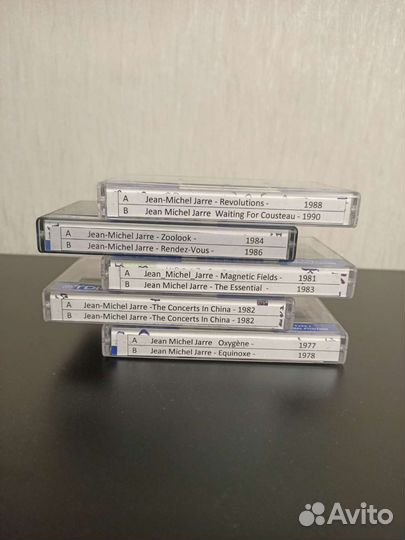 A Jean-Michel Jarre - Revolutions - 1988
B Jean Michel Jarre Waiting For Cousteau - 1990
A Jean-Michel Jarre - Zoolook - 1984
B Jean-Michel Jarre - Rendez-Vous - 1986
A Jean_Michel Jarre - Magnetic Fields - 1981
B Jean Michel Jarre - The Essential - 1983
A Jean-Michel Jarre -The Concerts In China - 1982
B Jean-Michel Jarre -The Concerts In China - 1982
A Jean Michel Jarre Oxygène - 1977
B Jean Michel Jarre - Equinoxe - 1978
Avito